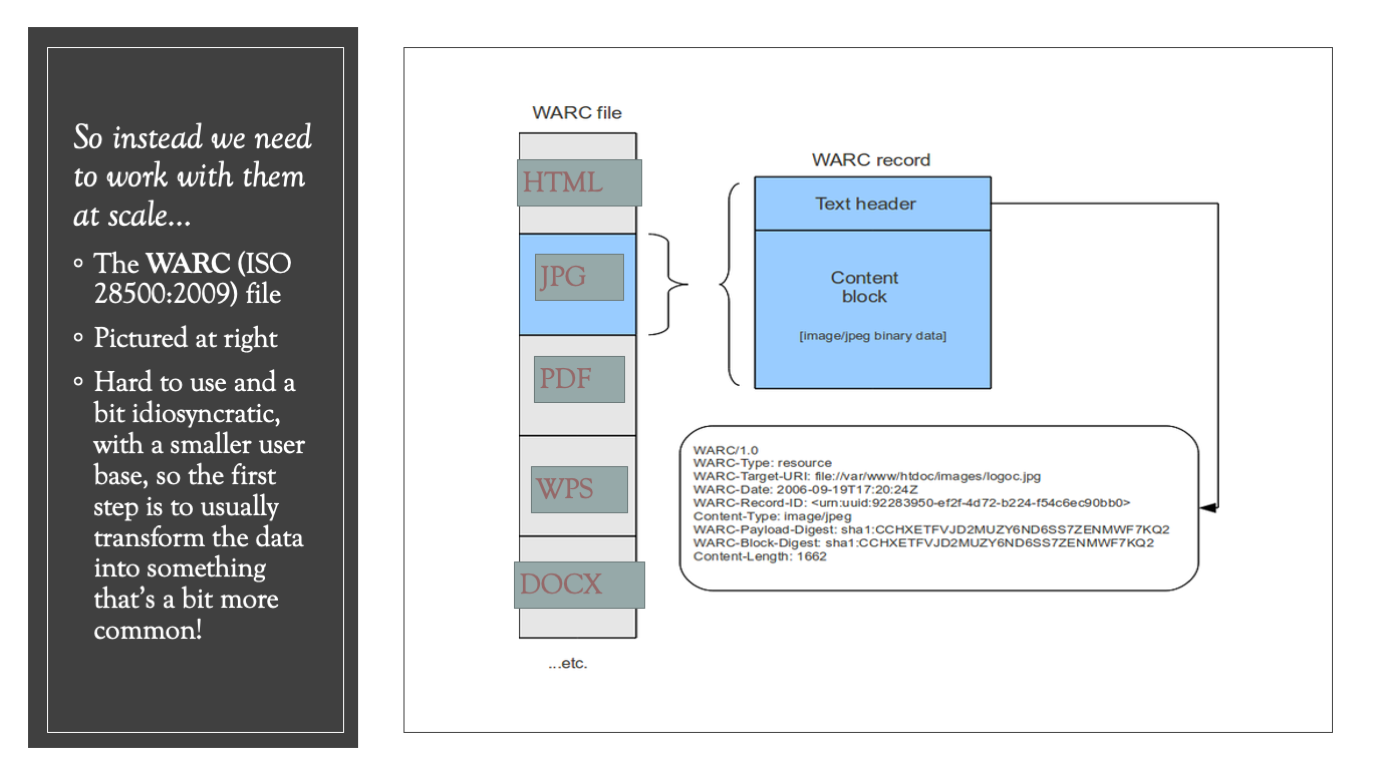 So instead we need
to work with them
at scale…
The WARC (ISO
28500:2009) file
Pictured at right
Hard to use and a
bit idiosyncratic,
with a smaller user
base, so the first
step is to usually
transform the data
into something
that's a bit more
common!
WARC file
HTML
JPG
PDF
WPS
DOCX
...etc.
WARC record
Text header
Content
block
[image/jpeg binary data]
WARC/1.0
WARC-Type: resource
WARC-Target-URI: file://var/www/htdoc/images/logoc.jpg
WARC-Date: 2006-09-19T17:20:24Z
WARC-Record-ID: <urn:uuid:92283950-ef2f-4d72-b224-f54c6ec90bb0>
Content-Type: image/jpeg
WARC-Payload-Digest: sha1:CCHXETFVJD2MUZY6ND6SS7ZENMWF7KQ2
WARC-Block-Digest: sha1:CCHXETFVJD2MUZY6ND6SS7ZENMWF7KQ2
Content-Length: 1662